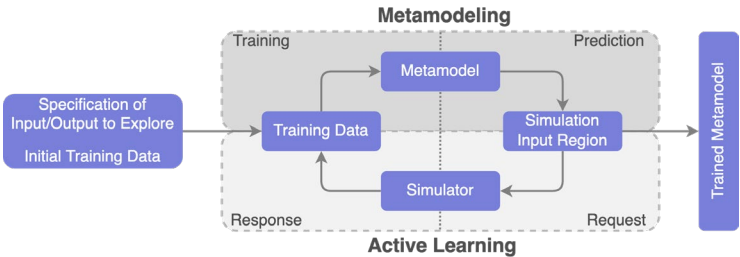 Metamodeling
Training
Prediction
Metamodel
Specification of
Input/Output to Explore
Initial Training Data
Training Data
Simulation
Input Region
Trained Metamodel
Simulator
Response
Request
Active Learning